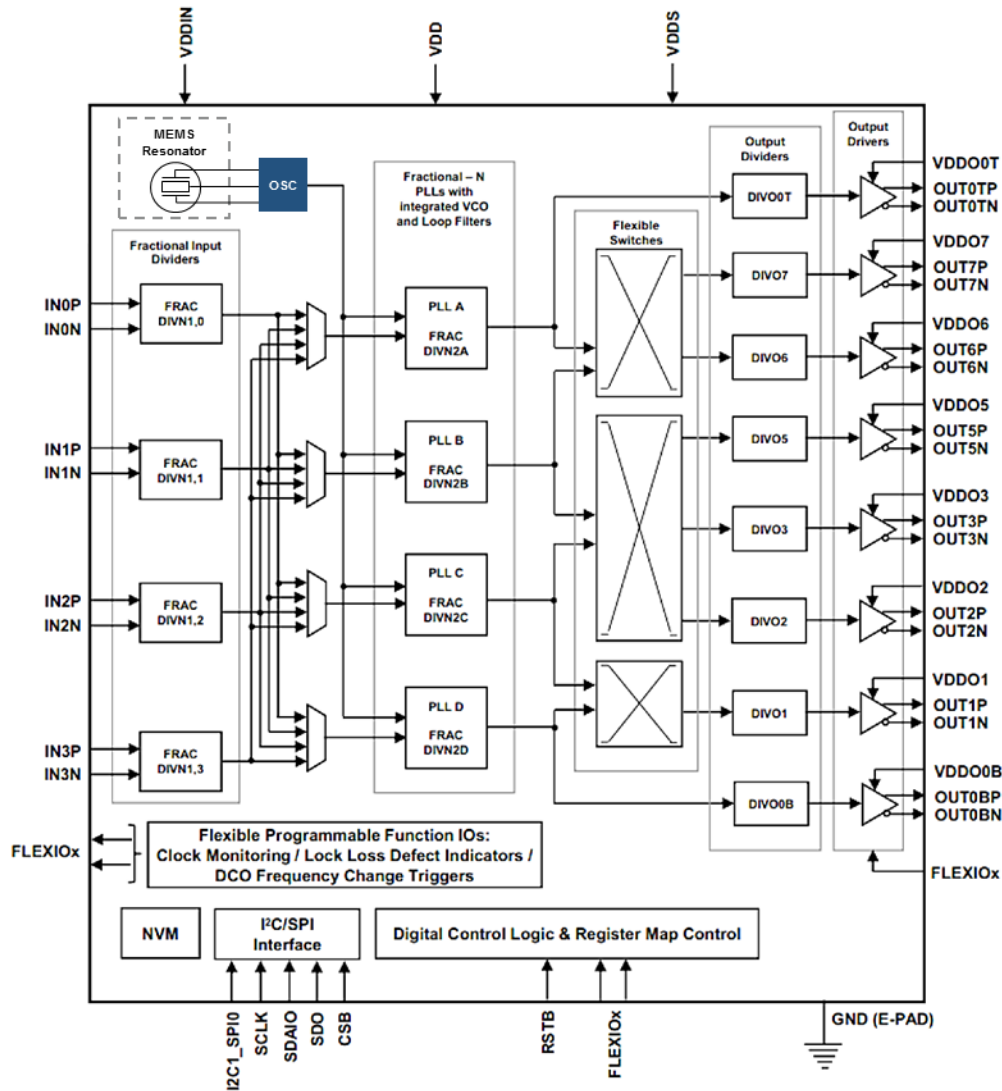 VDDIN
VDD
VDDS
MEMS
Resonator
OSC
Fractional – N
PLLs with
integrated VCO
and Loop Filters
Output
Dividers
Output
Drivers
Fractional Input
Dividers
Flexible
Switches
IN0P
IN0N
FRAC
DIVN1,0
IN1P
IN1N
FRAC
DIVN1,1
IN2P
IN2N
FRAC
DIVN1,2
IN3P
IN3N
FRAC
DIVN1,3
PLL A
FRAC
DIVN2A
PLL B
FRAC
DIVN2B
PLL C
FRAC
DIVN2C
PLL D
FRAC
DIVN2D
DIVO0T
DIVO7
DIVO6
DIVO5
DIVO3
DIVO2
DIVO1
DIVO0B
VDDO0T
OUT0TP
OUT0TN
VDDO7
OUT7P
OUT7N
VDDO6
OUT6P
OUT6N
VDDO5
OUT5P
OUT5N
VDDO3
OUT3P
OUT3N
VDDO2
OUT2P
OUT2N
VDDO1
OUT1P
OUT1N
VDDO0B
OUT0BP
OUT0BN
FLEXIOx
FLEXIOx
Flexible Programmable Function IOs:
Clock Monitoring / Lock Loss Defect Indicators /
DCO Frequency Change Triggers
NVM
I²C/SPI
Interface
Digital Control Logic & Register Map Control
I2C1_SPI0
SCLK
SDAIO
SDO
CSB
RSTB
FLEXIOx
GND (E-PAD)